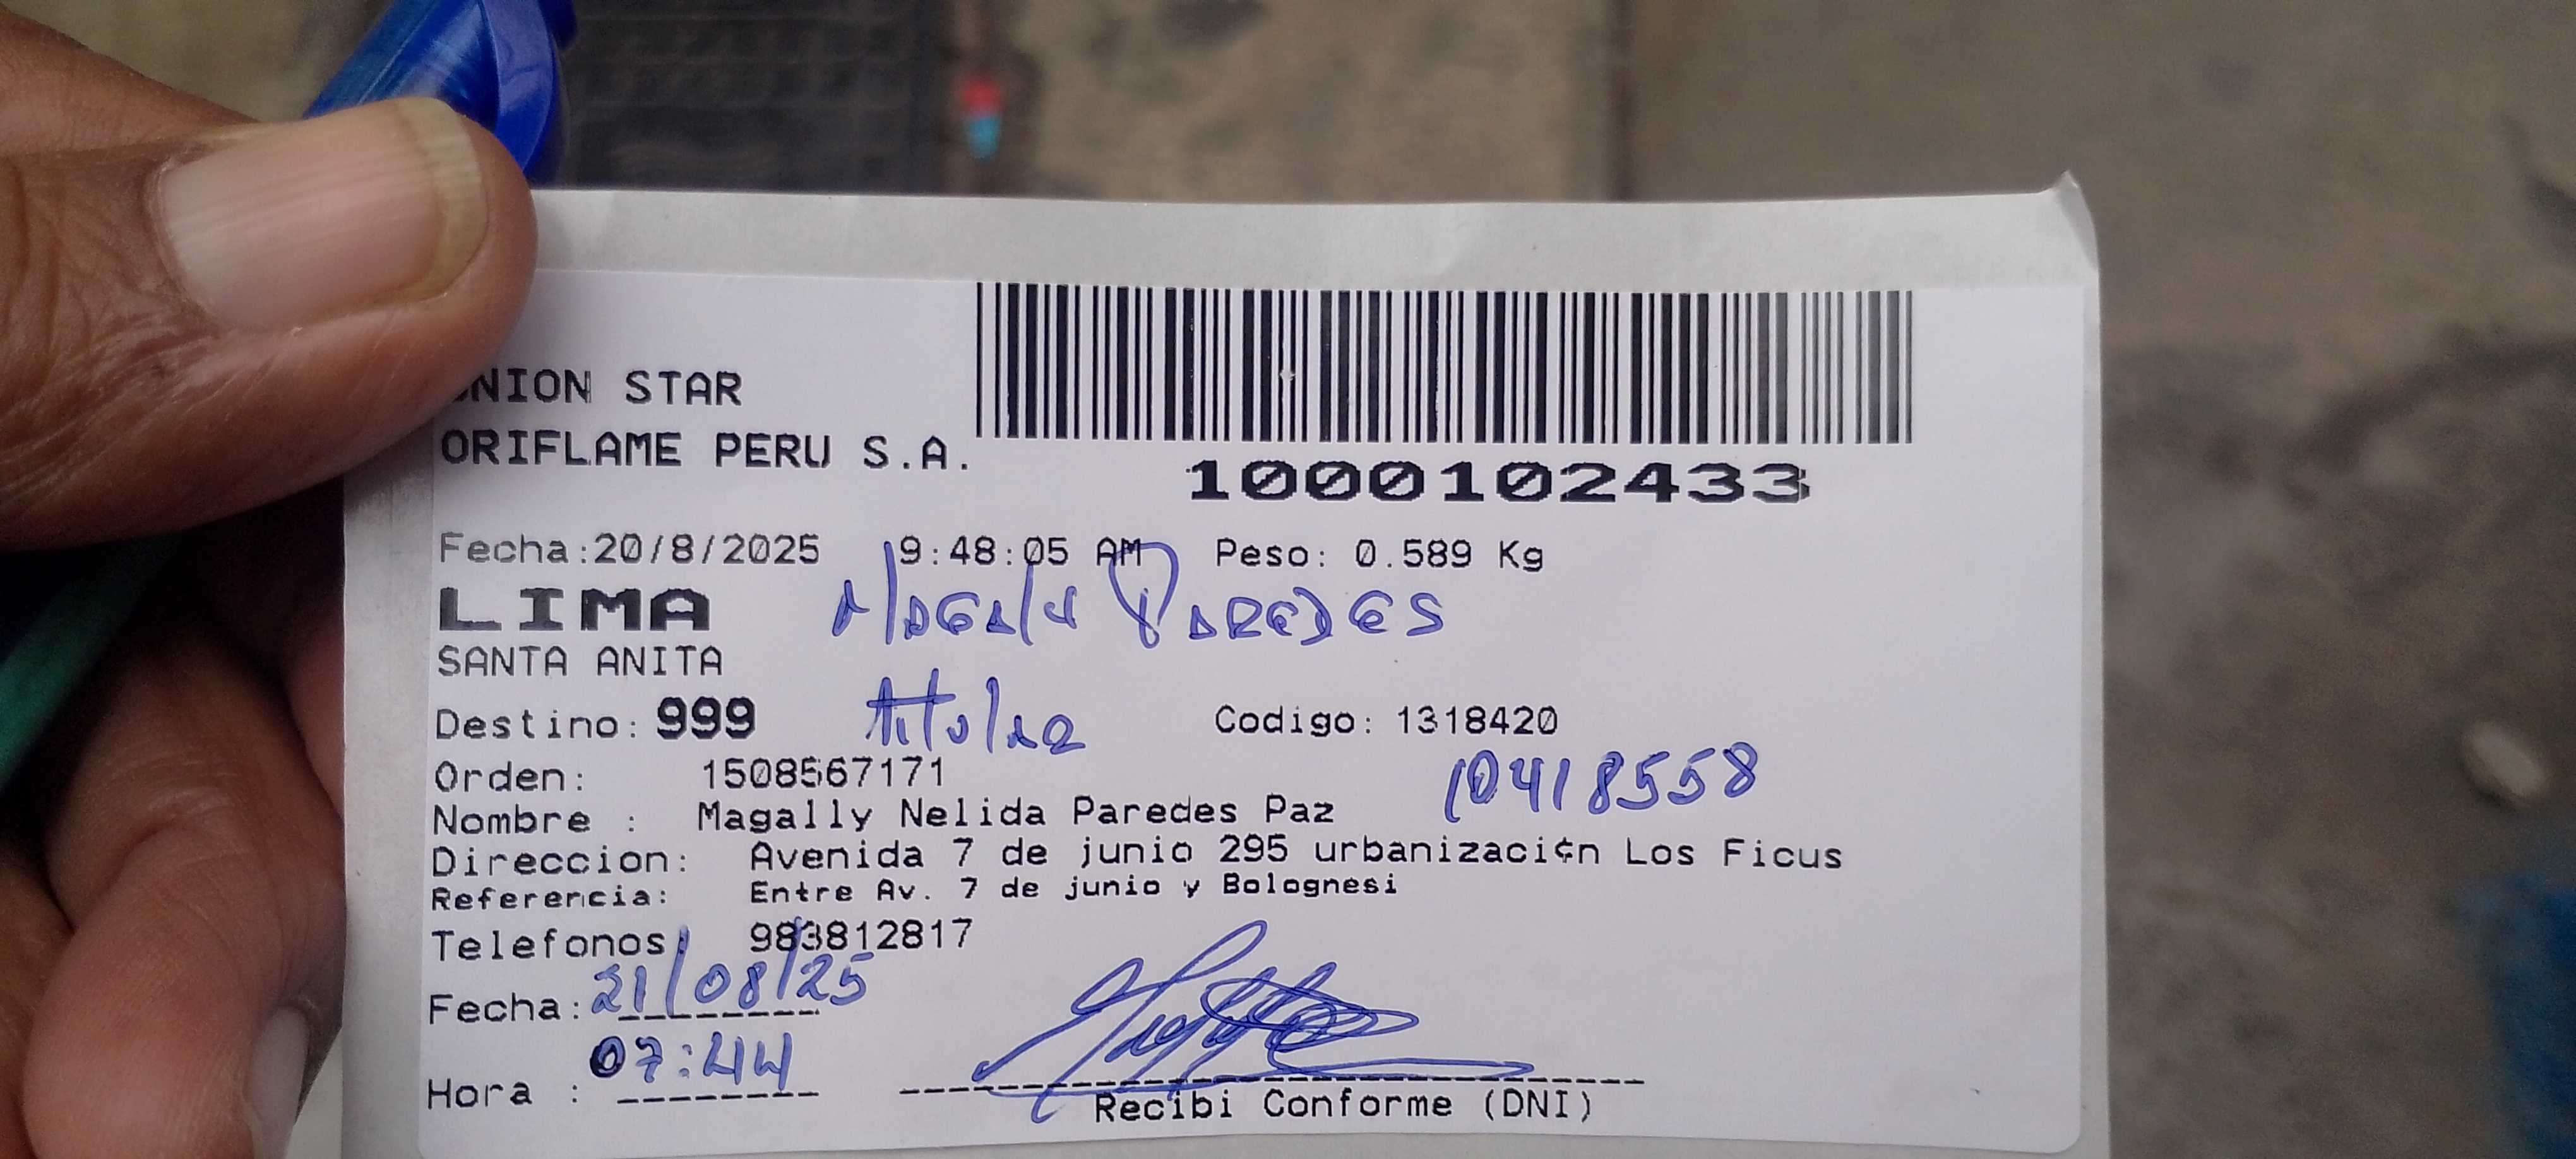 UNION STAR
ORIFLAME PERU S.A.
1000102433
Fecha:20/8/2025 9:48:05 AM Peso: 0.589 Kg
LIMA MAGALY PAREDES
SANTA ANITA
Destino: 999 titular Codigo: 1318420
Orden: 1508567171 10418558
Nombre : Magally Nelida Paredes Paz
Direccion: Avenida 7 de junio 295 urbanizaci¢n Los Ficus
Referencia: Entre Av. 7 de junio y Bolognesi
Telefonos: 983812817
Fecha: 21/08/25
Hora : 07:44
Recibi Conforme (DNI)